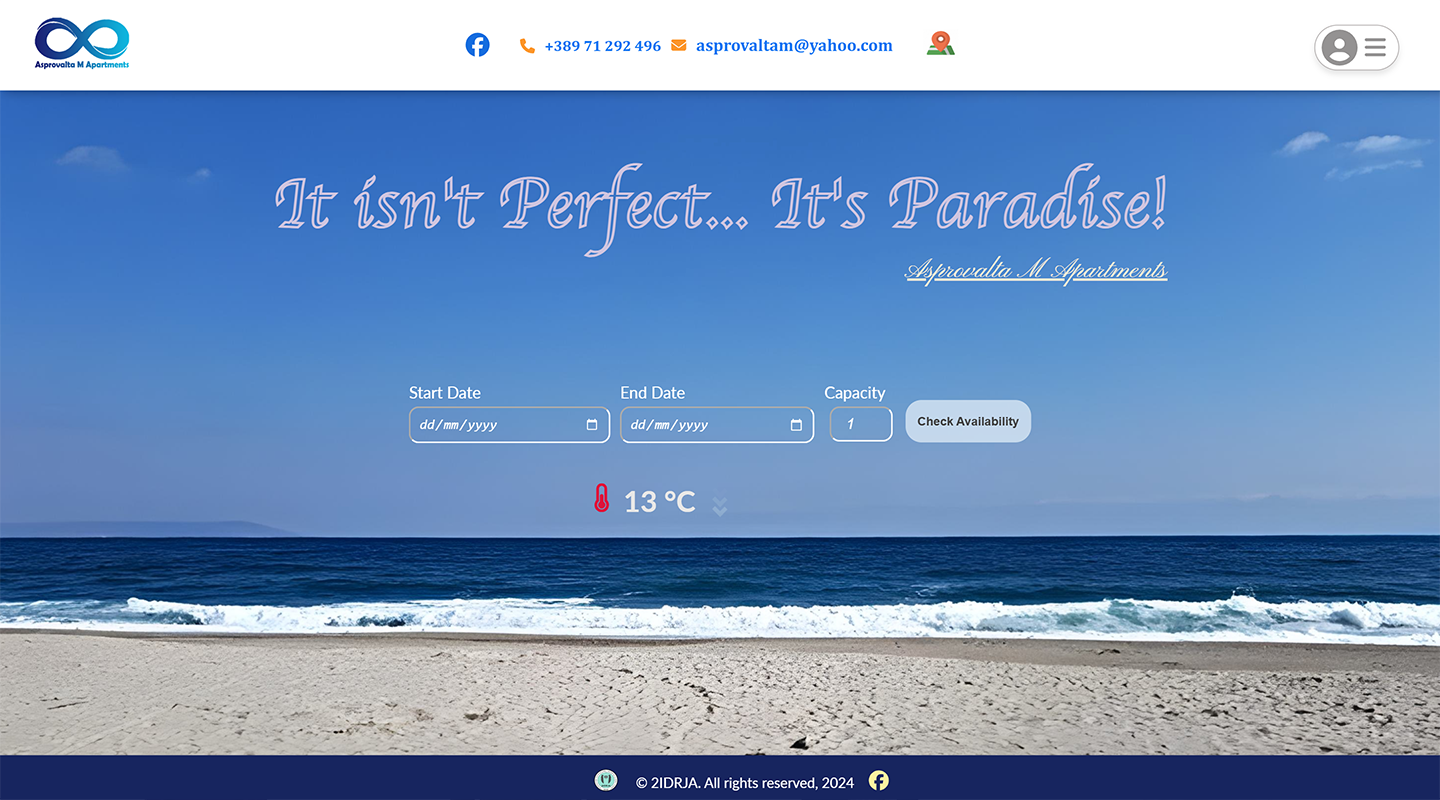 Asprovalta M Apartments
+389 71 292 496 asprovaltam@yahoo.com
It isn't Perfect... It's Paradise!
Asprovalta M Apartments
Start Date End Date Capacity
dd/mm/yyyy dd/mm/yyyy 1 Check Availability
13 °C
© 2IDRJA. All rights reserved, 2024